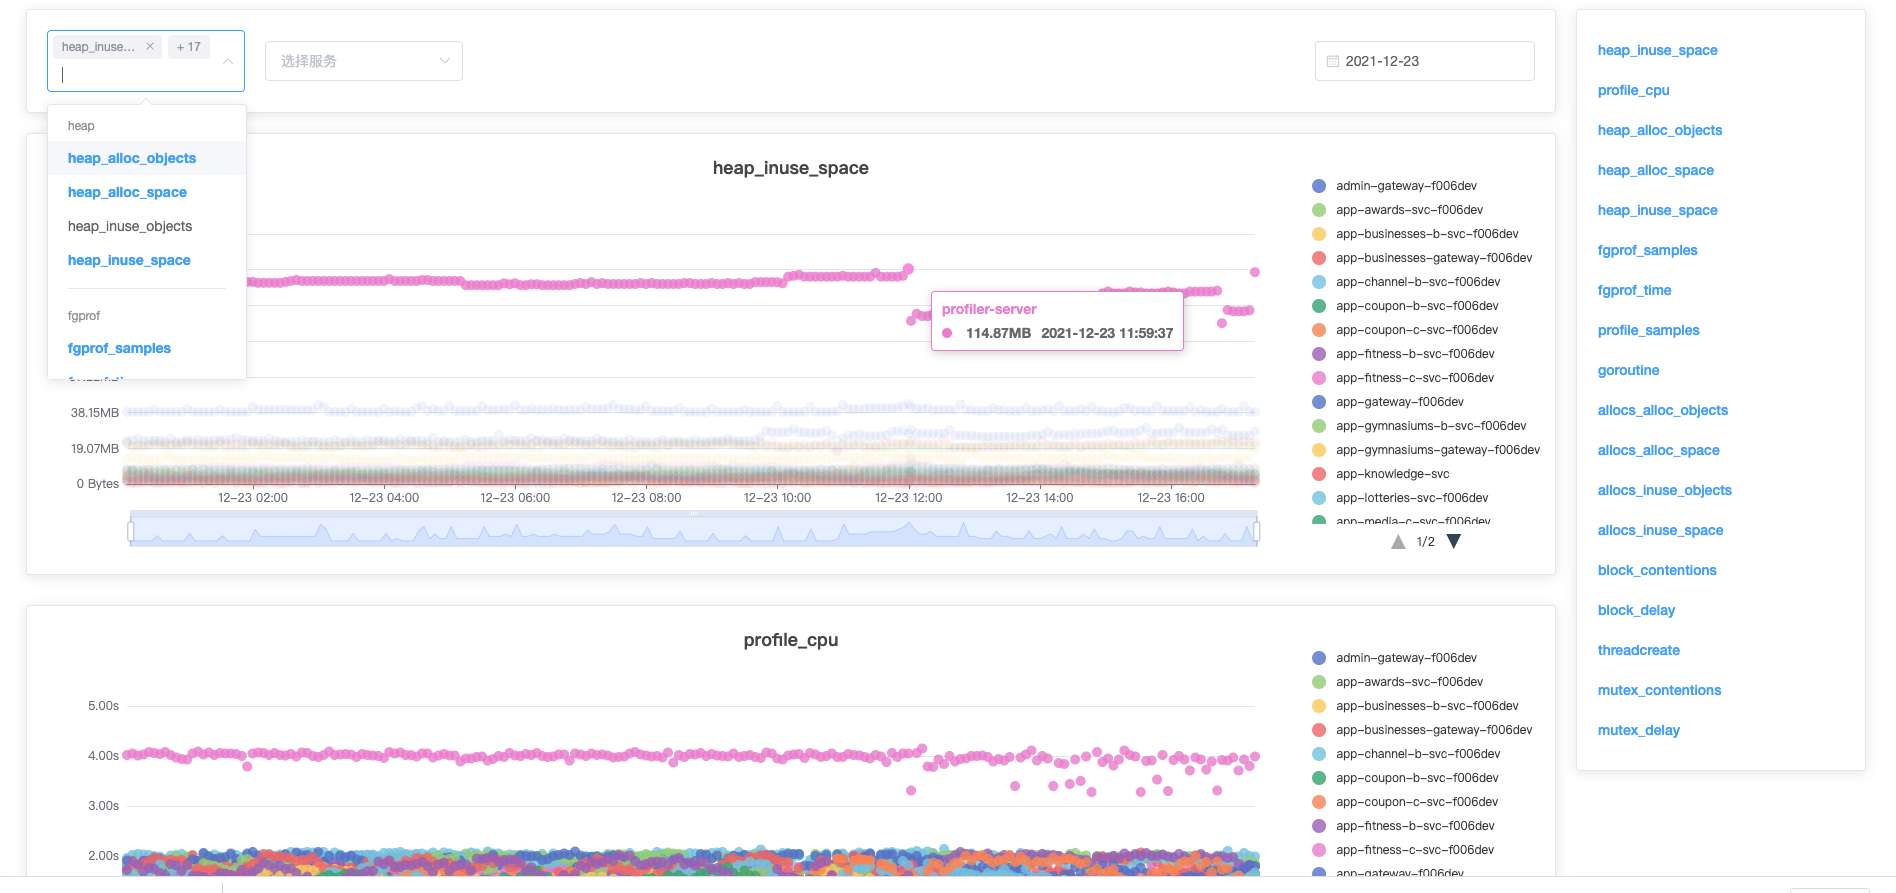 heap_inuse... × + 17
选择服务
2021-12-23
heap
heap_alloc_objects
heap_alloc_space
heap_inuse_objects
heap_inuse_space
fgprof
fgprof_samples
heap_inuse_space
profiler-server
114.87MB 2021-12-23 11:59:37
38.15MB
19.07MB
0 Bytes
12-23 02:00
12-23 04:00
12-23 06:00
12-23 08:00
12-23 10:00
12-23 12:00
12-23 14:00
12-23 16:00
admin-gateway-f006dev
app-awards-svc-f006dev
app-businesses-b-svc-f006dev
app-businesses-gateway-f006dev
app-channel-b-svc-f006dev
app-coupon-b-svc-f006dev
app-coupon-c-svc-f006dev
app-fitness-b-svc-f006dev
app-fitness-c-svc-f006dev
app-gateway-f006dev
app-gymnasiums-b-svc-f006dev
app-gymnasiums-gateway-f006dev
app-knowledge-svc
app-lotteries-svc-f006dev
app-media-c-svc-f006dev
1/2
profile_cpu
5.00s
4.00s
3.00s
2.00s
admin-gateway-f006dev
app-awards-svc-f006dev
app-businesses-b-svc-f006dev
app-businesses-gateway-f006dev
app-channel-b-svc-f006dev
app-coupon-b-svc-f006dev
app-coupon-c-svc-f006dev
app-fitness-b-svc-f006dev
app-fitness-c-svc-f006dev
app-gateway-f006dev
heap_inuse_space
profile_cpu
heap_alloc_objects
heap_alloc_space
heap_inuse_space
fgprof_samples
fgprof_time
profile_samples
goroutine
allocs_alloc_objects
allocs_alloc_space
allocs_inuse_objects
allocs_inuse_space
block_contentions
block_delay
threadcreate
mutex_contentions
mutex_delay